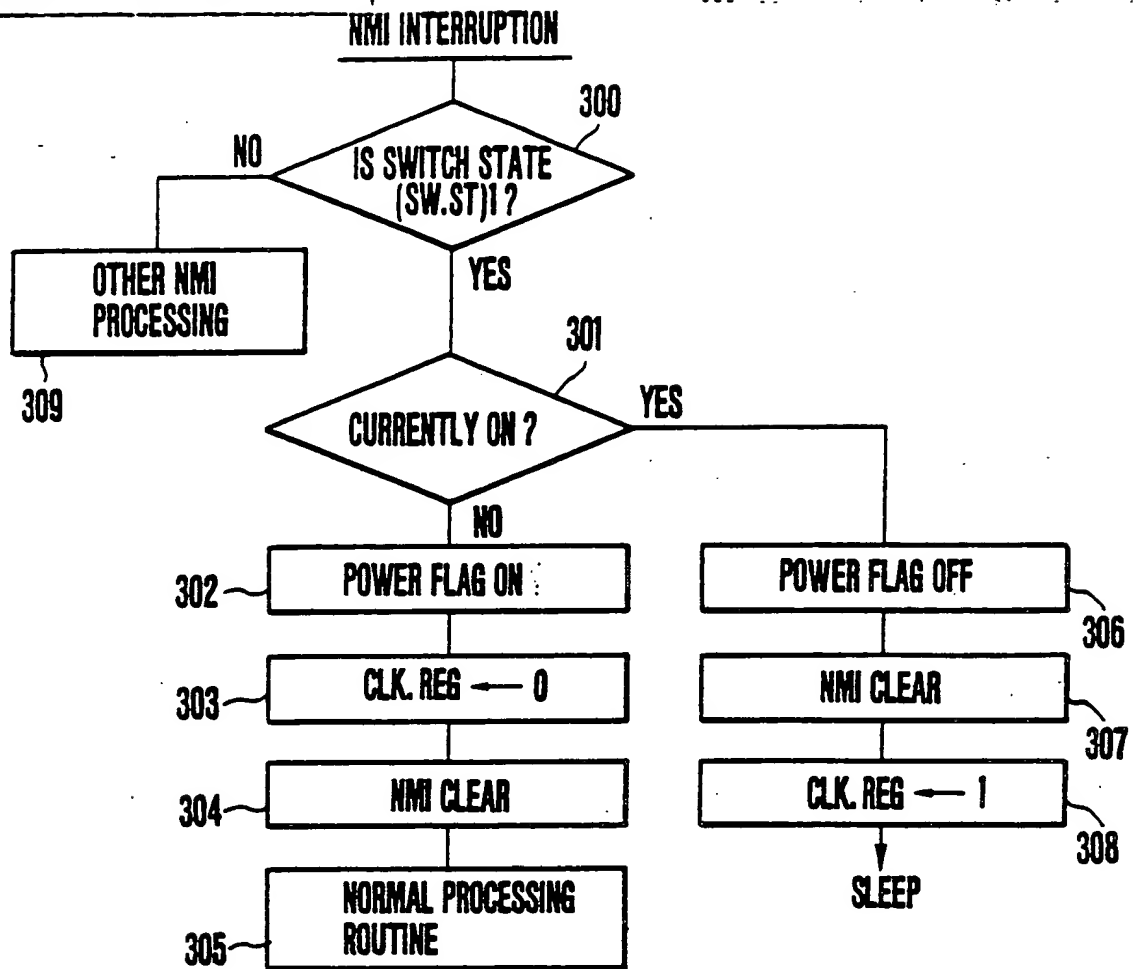 NMI INTERRUPTION
300
IS SWITCH STATE
(SW.ST)1 ?
NO
YES
OTHER NMI
PROCESSING
309
301
CURRENTLY ON ?
YES
NO
302
POWER FLAG ON
303
CLK. REG ← 0
304
NMI CLEAR
305
NORMAL PROCESSING
ROUTINE
POWER FLAG OFF
306
NMI CLEAR
307
CLK. REG ← 1
308
SLEEP